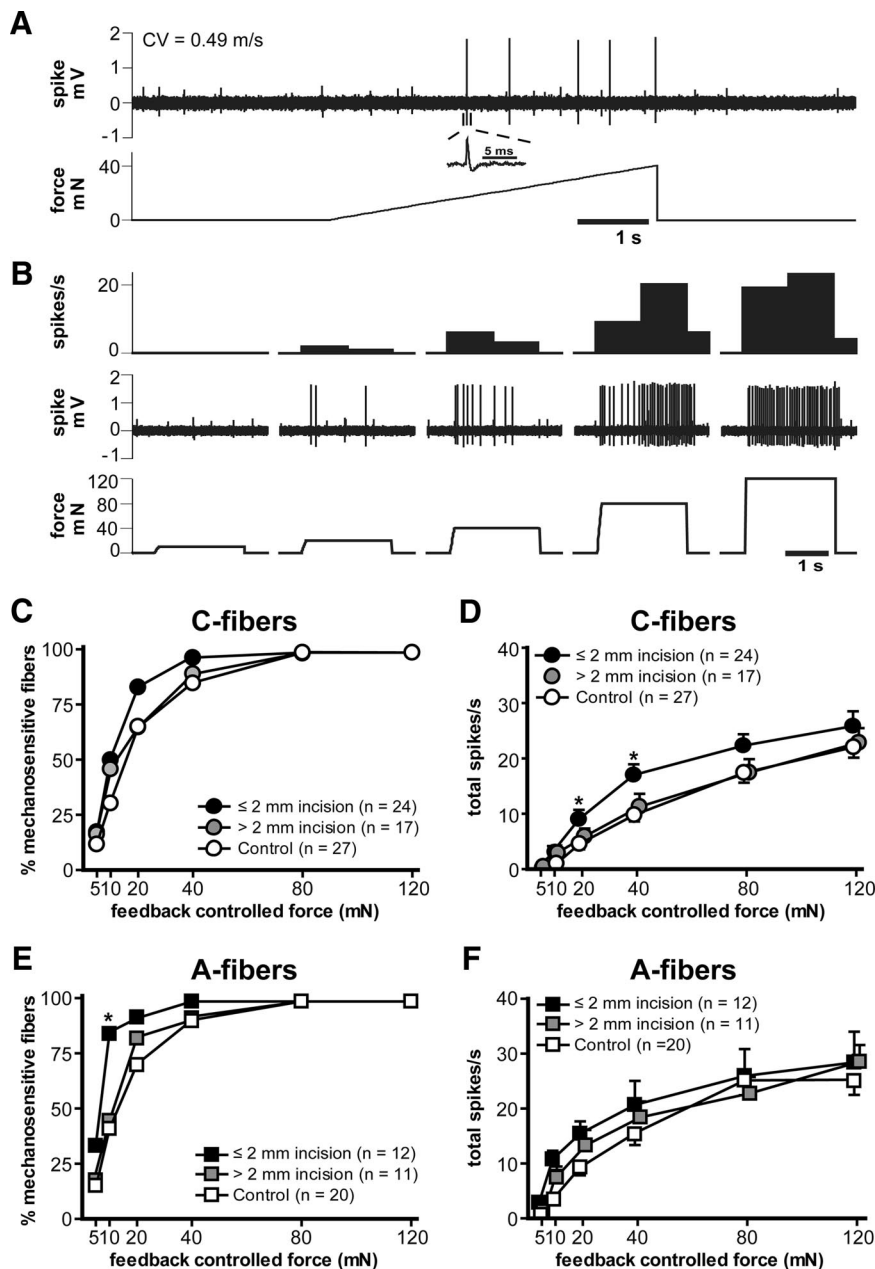 A
CV = 0.49 m/s
spike
mV
2
1
0
-1
5 ms
force
mN
40
0
1 s
B
spikes/s
20
0
spike
mV
2
1
0
-1
force
mN
120
80
40
0
1 s
C
C-fibers
% mechanosensitive fibers
100
75
50
25
0
≤ 2 mm incision (n = 24)
> 2 mm incision (n = 17)
Control (n = 27)
5 10 20 40 80 120
feedback controlled force (mN)
D
C-fibers
total spikes/s
40
30
20
10
0
≤ 2 mm incision (n = 24)
> 2 mm incision (n = 17)
Control (n = 27)
* *
5 10 20 40 80 120
feedback controlled force (mN)
E
A-fibers
% mechanosensitive fibers
100
75
50
25
0
*
≤ 2 mm incision (n = 12)
> 2 mm incision (n = 11)
Control (n = 20)
5 10 20 40 80 120
feedback controlled force (mN)
F
A-fibers
total spikes/s
40
30
20
10
0
≤ 2 mm incision (n = 12)
> 2 mm incision (n = 11)
Control (n =20)
5 10 20 40 80 120
feedback controlled force (mN)